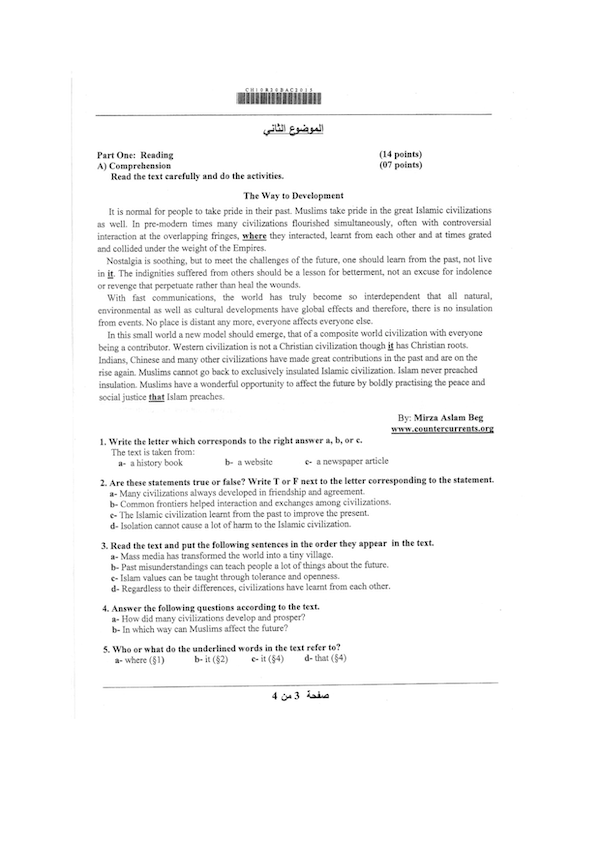 CH10B20BAC2015
الموضوع الثاني
Part One: Reading (14 points)
A) Comprehension (07 points)
Read the text carefully and do the activities.
The Way to Development
It is normal for people to take pride in their past. Muslims take pride in the great Islamic civilizations
as well. In pre-modern times many civilizations flourished simultaneously, often with controversial
interaction at the overlapping fringes, where they interacted, learnt from each other and at times grated
and collided under the weight of the Empires.
Nostalgia is soothing, but to meet the challenges of the future, one should learn from the past, not live
in it. The indignities suffered from others should be a lesson for betterment, not an excuse for indolence
or revenge that perpetuate rather than heal the wounds.
With fast communications, the world has truly become so interdependent that all natural,
environmental as well as cultural developments have global effects and therefore, there is no insulation
from events. No place is distant any more, everyone affects everyone else.
In this small world a new model should emerge, that of a composite world civilization with everyone
being a contributor. Western civilization is not a Christian civilization though it has Christian roots.
Indians, Chinese and many other civilizations have made great contributions in the past and are on the
rise again. Muslims cannot go back to exclusively insulated Islamic civilization. Islam never preached
insulation. Muslims have a wonderful opportunity to affect the future by boldly practising the peace and
social justice that Islam preaches.
By: Mirza Aslam Beg
www.countercurrents.org
1. Write the letter which corresponds to the right answer a, b, or c.
The text is taken from:
a- a history book b- a website c- a newspaper article
2. Are these statements true or false? Write T or F next to the letter corresponding to the statement.
a- Many civilizations always developed in friendship and agreement.
b- Common frontiers helped interaction and exchanges among civilizations.
c- The Islamic civilization learnt from the past to improve the present.
d- Isolation cannot cause a lot of harm to the Islamic civilization.
3. Read the text and put the following sentences in the order they appear in the text.
a- Mass media has transformed the world into a tiny village.
b- Past misunderstandings can teach people a lot of things about the future.
c- Islam values can be taught through tolerance and openness.
d- Regardless to their differences, civilizations have learnt from each other.
4. Answer the following questions according to the text.
a- How did many civilizations develop and prosper?
b- In which way can Muslims affect the future?
5. Who or what do the underlined words in the text refer to?
a- where (§1) b- it (§2) c- it (§4) d- that (§4)
صفحة 3 من 4